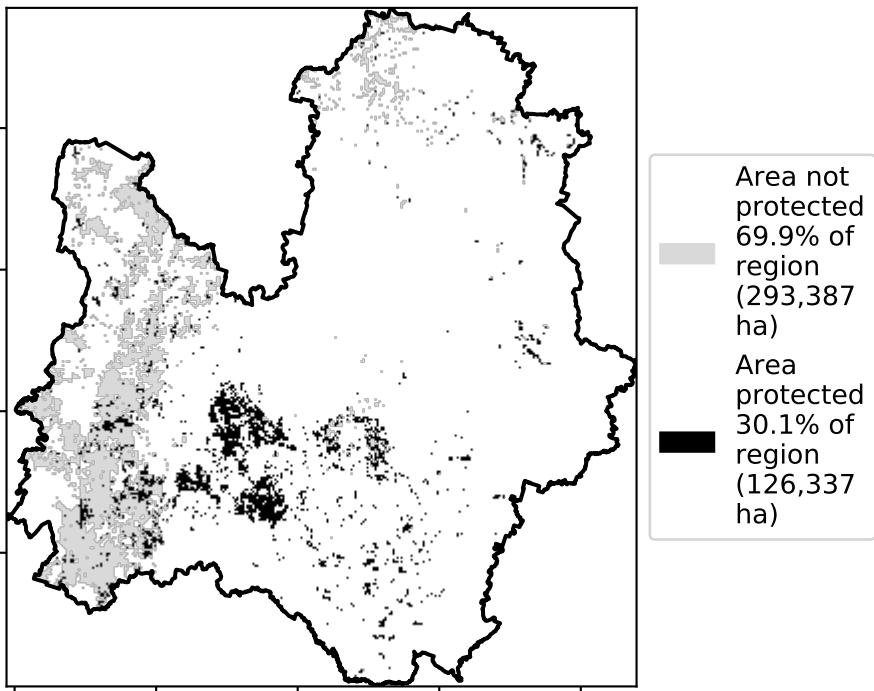 Area not
protected
69.9% of
region
(293,387
ha)
Area
protected
30.1% of
region
(126,337
ha)